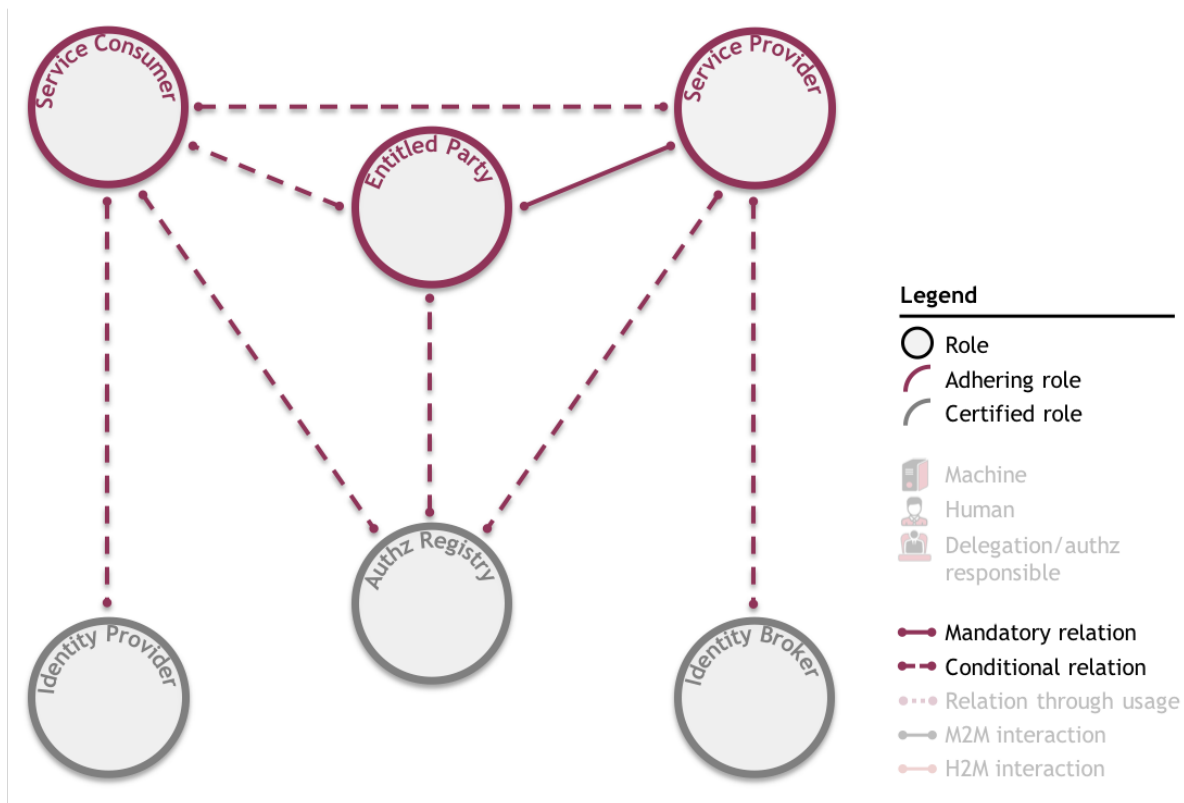 Service Consumer
Service Provider
Entitled Party
Authz Registry
Identity Provider
Identity Broker
Legend
Role
Adhering role
Certified role
Machine
Human
Delegation/authz
responsible
Mandatory relation
Conditional relation
Relation through usage
M2M interaction
H2M interaction